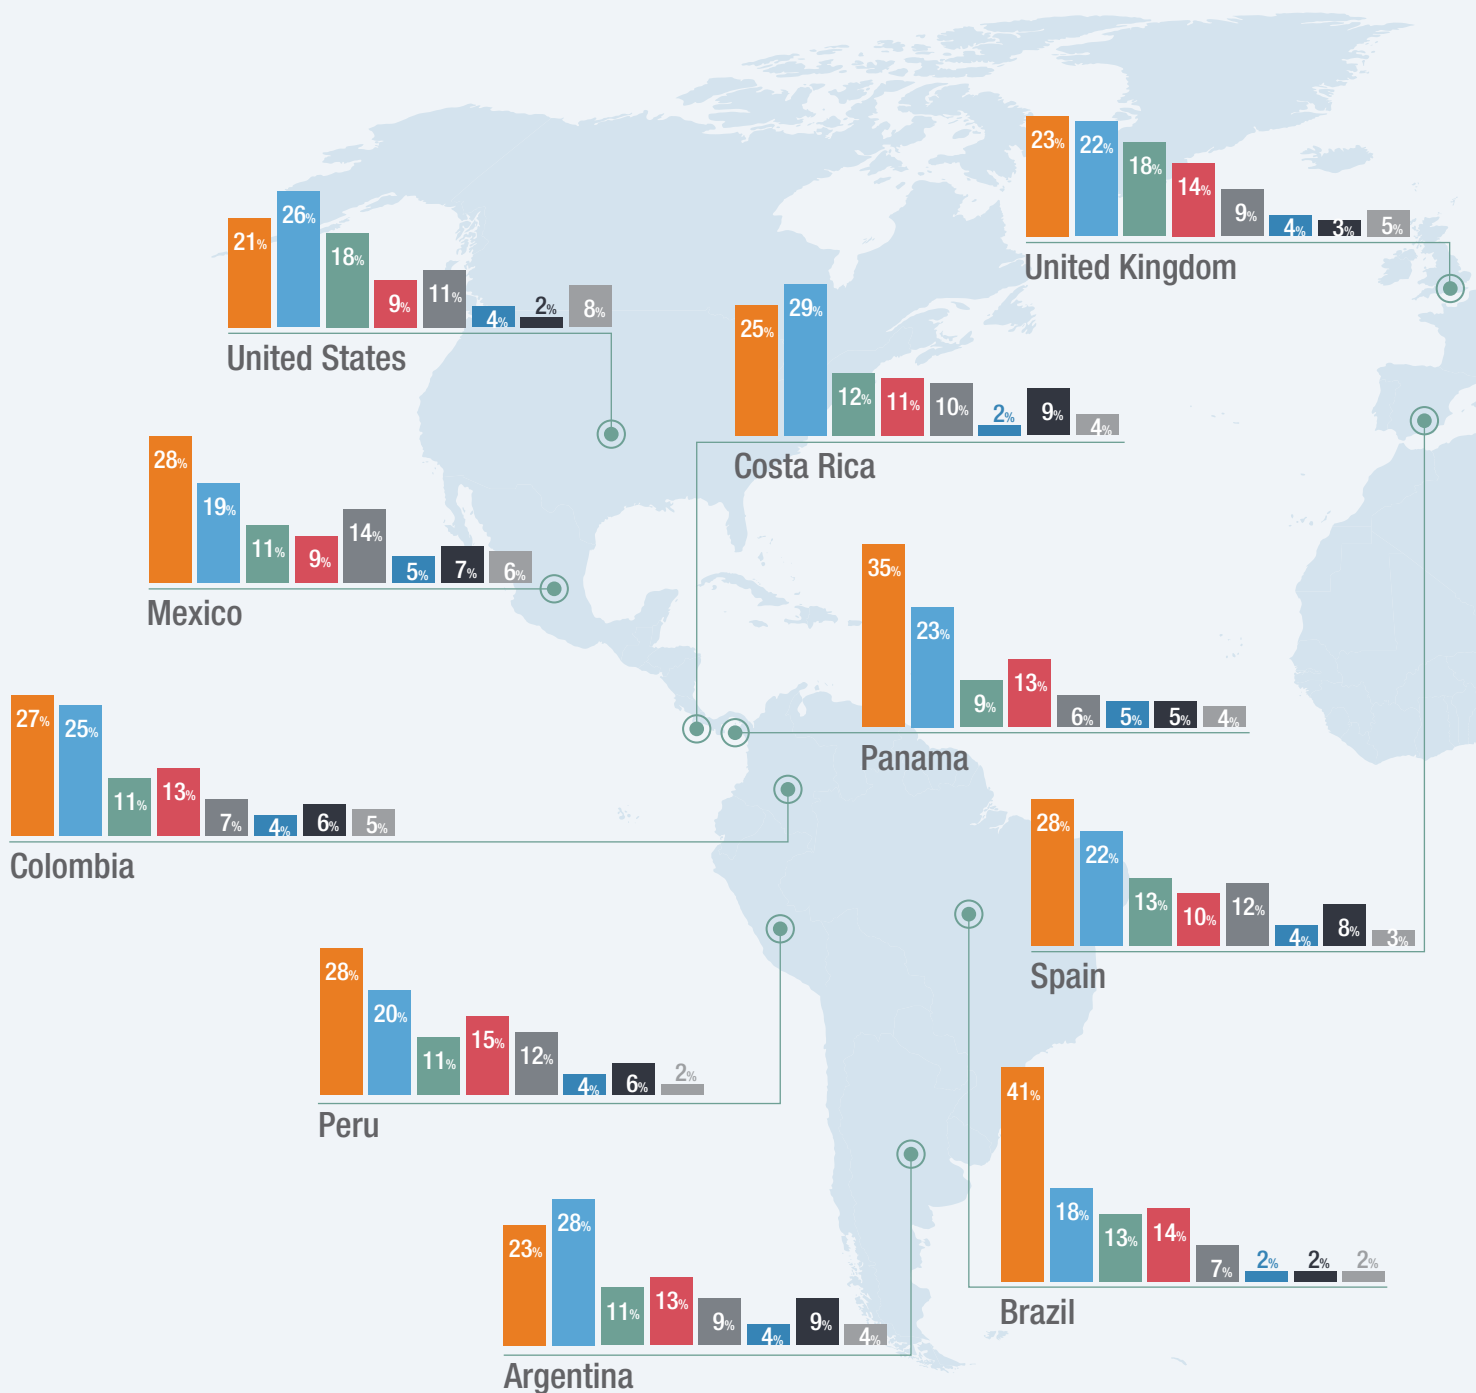 23% 22% 18% 14% 9% 4% 3% 5%
United Kingdom
21% 26% 18% 9% 11% 4% 2% 8%
United States
25% 29% 12% 11% 10% 2% 9% 4%
Costa Rica
28% 19% 11% 9% 14% 5% 7% 6%
Mexico
35% 23% 9% 13% 6% 5% 5% 4%
Panama
27% 25% 11% 13% 7% 4% 6% 5%
Colombia
28% 22% 13% 10% 12% 4% 8% 3%
Spain
28% 20% 11% 15% 12% 4% 6% 2%
Peru
41% 18% 13% 14% 7% 2% 2% 2%
Brazil
23% 28% 11% 13% 9% 4% 9% 4%
Argentina